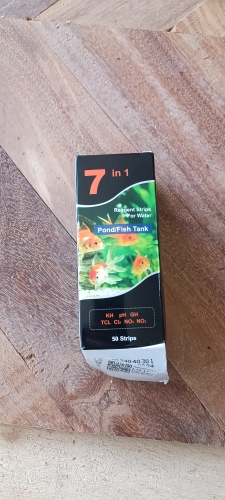 7 in 1
Reagent Strips
For Water
Pond/Fish Tank
KH pH GH
TCL Cl₂ NO₃ NO₂
50 Strips